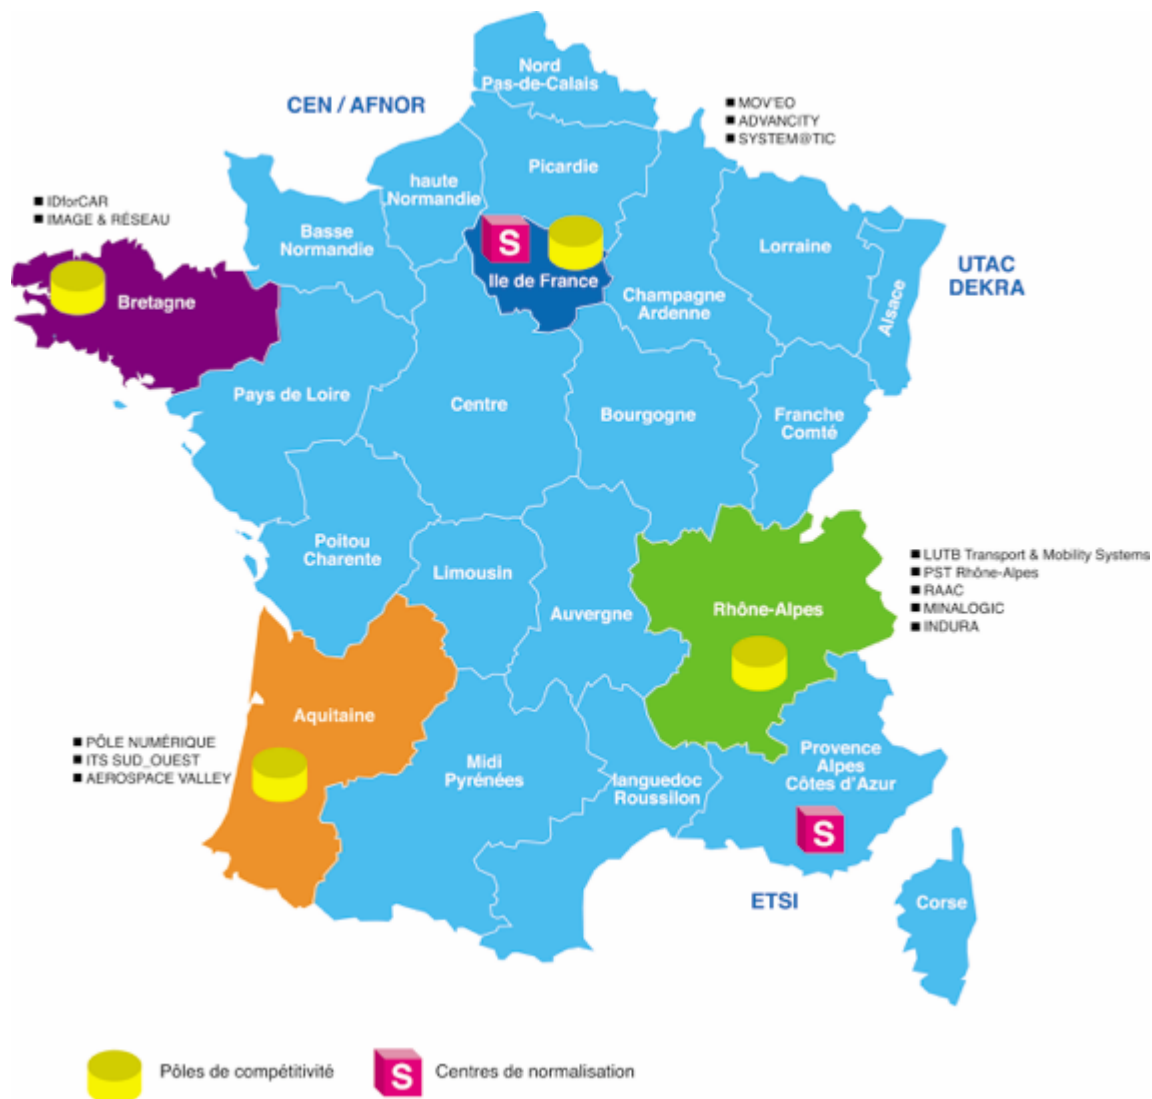 Nord
Pas-de-Calais
CEN / AFNOR
■ MOV'EO
■ ADVANCITY
■ SYSTEM@TIC
Picardie
haute
Normandie
■ IDforCAR
■ IMAGE & RÉSEAU
Basse
Normandie
S
Lorraine
UTAC
DEKRA
Ile de France
Champagne
Ardenne
Alsace
Bretagne
Pays de Loire
Centre
Bourgogne
Franche
Comté
Poitou
Charente
Limousin
Auvergne
Rhône-Alpes
■ LUTB Transport & Mobility Systems
■ PST Rhône-Alpes
■ RAAC
■ MINALOGIC
■ INDURA
Aquitaine
■ PÔLE NUMÉRIQUE
■ ITS SUD_OUEST
■ AEROSPACE VALLEY
Midi
Pyrénées
languedoc
Roussilon
Provence
Alpes
Côtes d'Azur
S
ETSI
Corse
Pôles de compétitivité
S
Centres de normalisation